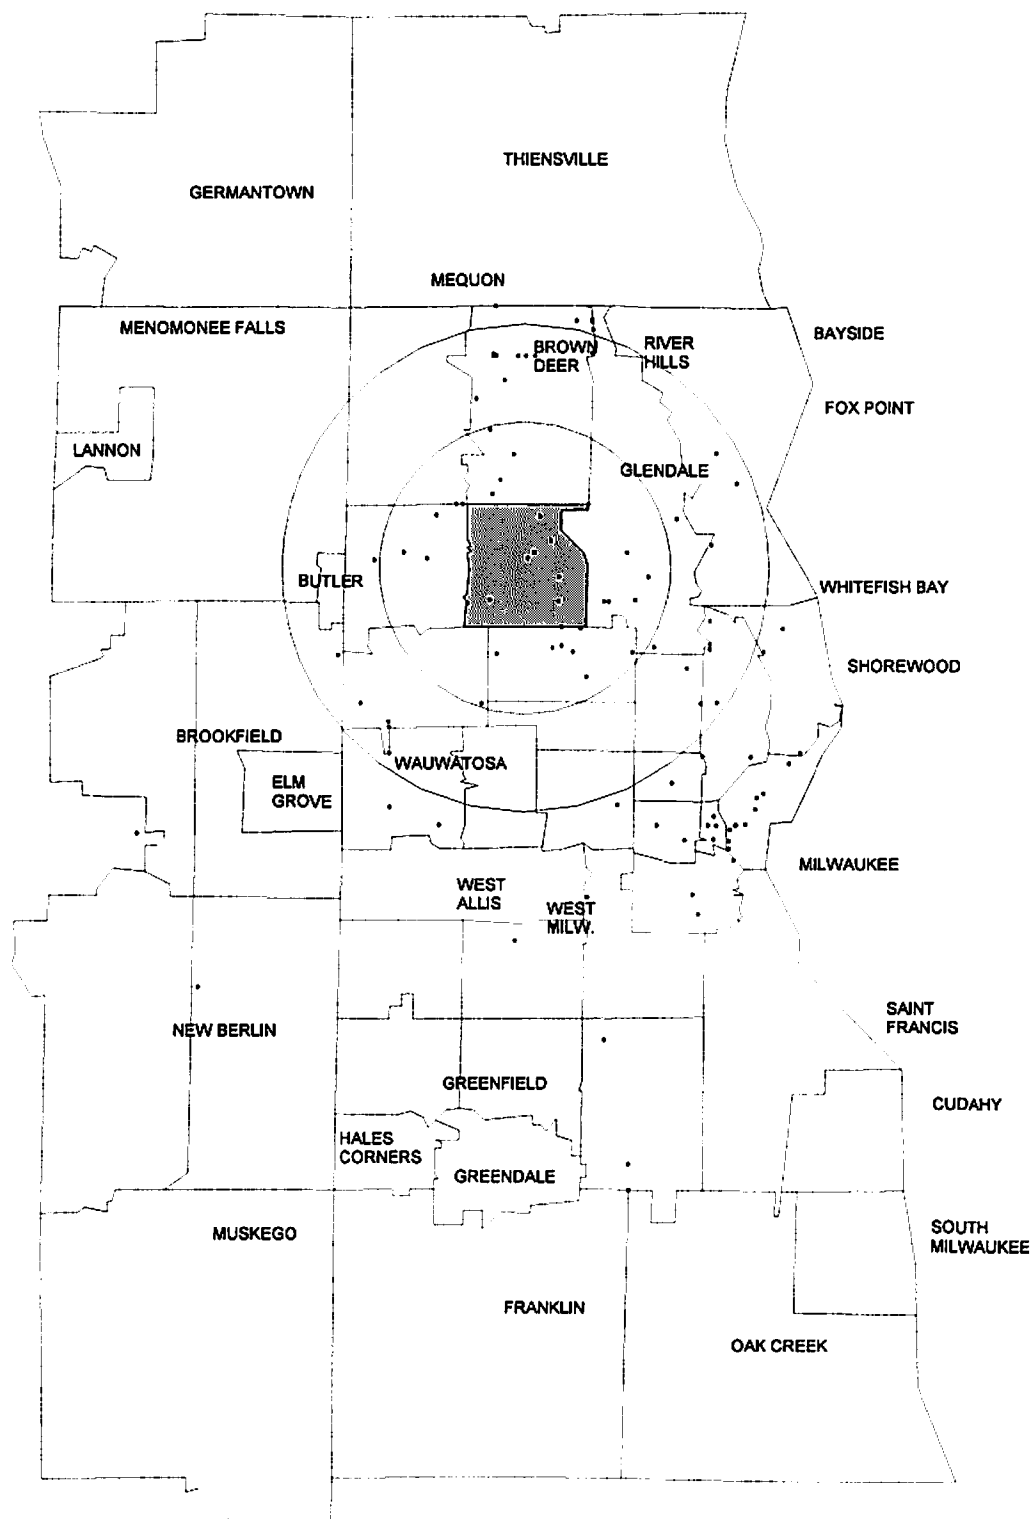 THIENSVILLE
GERMANTOWN
MEQUON
MENOMONEE FALLS
BAYSIDE
BROWN
DEER
RIVER
HILLS
FOX POINT
LANNON
GLENDALE
BUTLER
WHITEFISH BAY
SHOREWOOD
BROOKFIELD
WAUWATOSA
ELM
GROVE
MILWAUKEE
WEST
ALLIS
WEST
MILW.
SAINT
FRANCIS
NEW BERLIN
GREENFIELD
CUDAHY
HALES
CORNERS
GREENDALE
MUSKEGO
SOUTH
MILWAUKEE
FRANKLIN
OAK CREEK